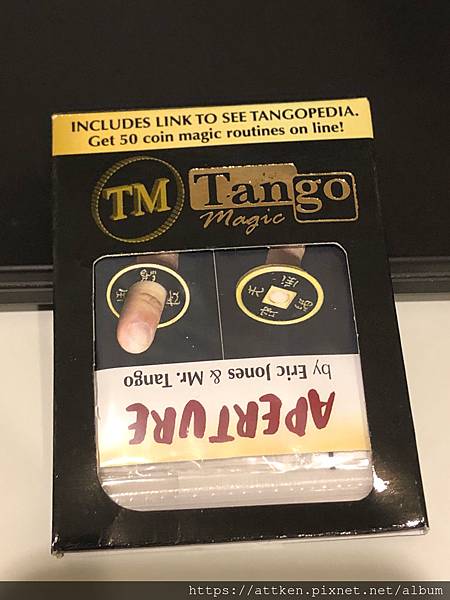 INCLUDES LINK TO SEE TANGOPEDIA.
Get 50 coin magic routines on line!
TM Tango
Magic
by Eric Jones & Mr. Tango
APERTURE
https://attken.pixnet.net/album